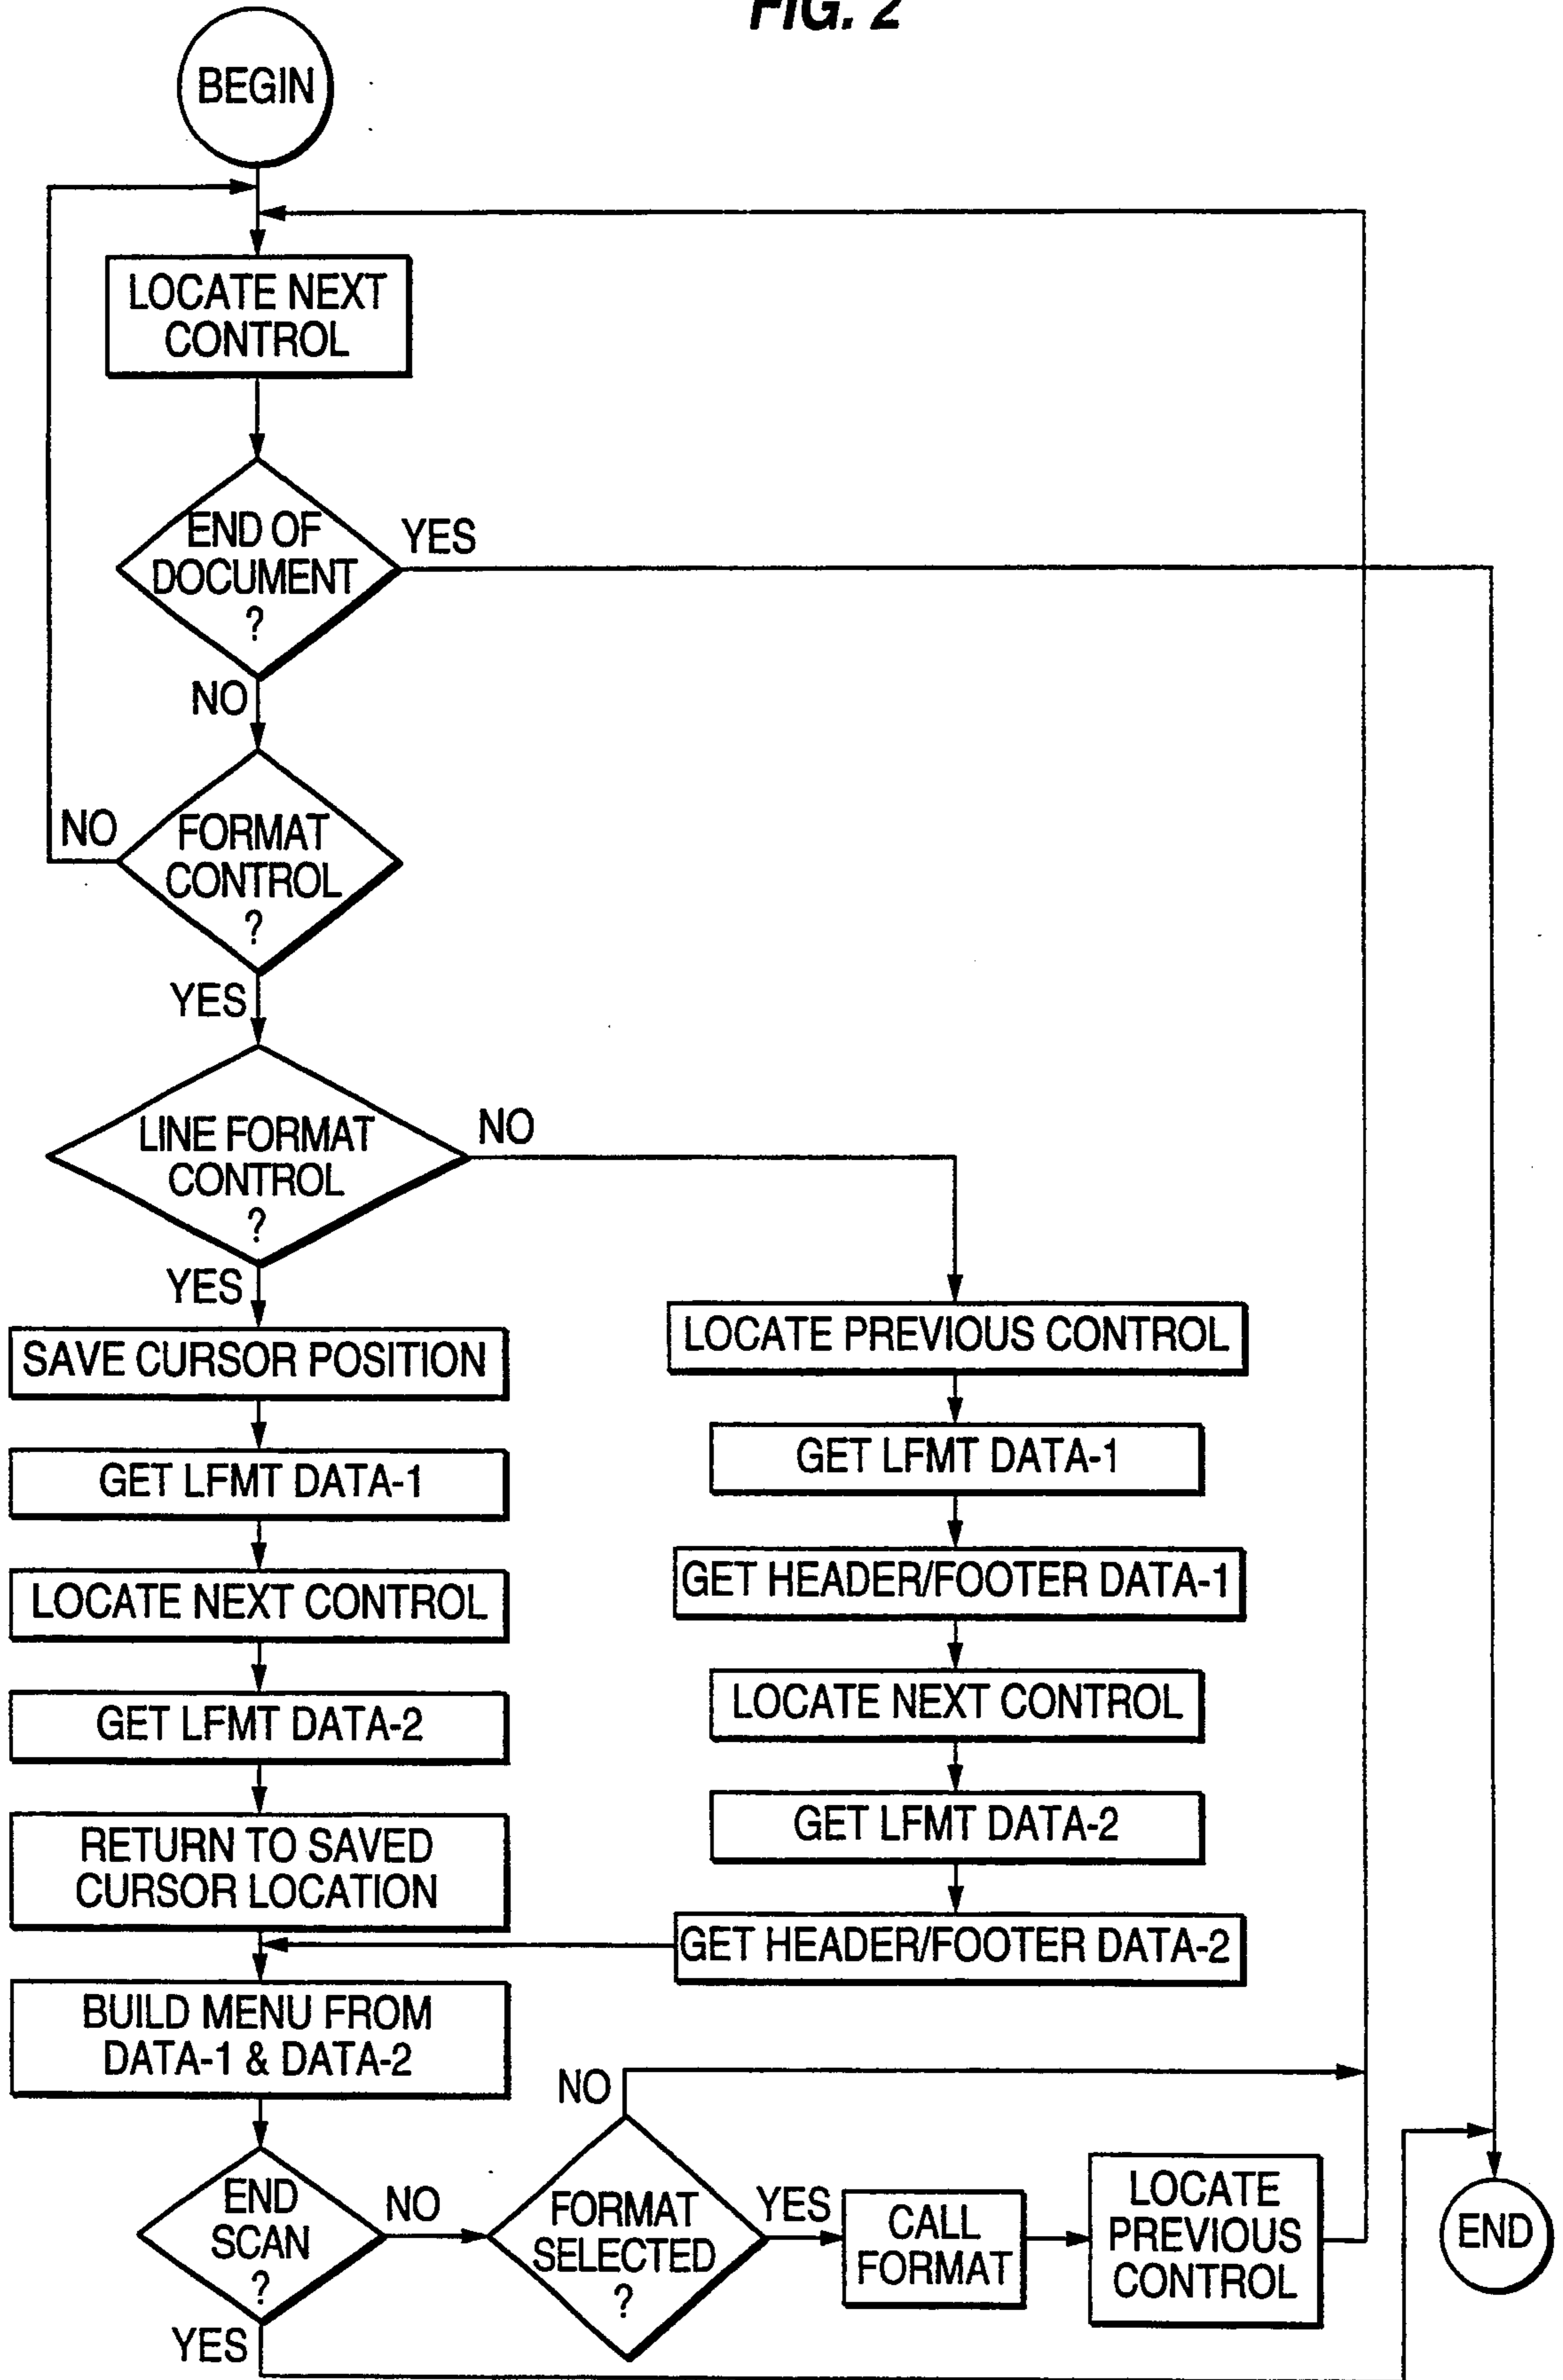 FIG. 2
BEGIN
LOCATE NEXT
CONTROL
END OF
DOCUMENT
?
YES
NO
FORMAT
CONTROL
?
NO
YES
LINE FORMAT
CONTROL
?
NO
YES
SAVE CURSOR POSITION
GET LFMT DATA-1
LOCATE NEXT CONTROL
GET LFMT DATA-2
RETURN TO SAVED
CURSOR LOCATION
LOCATE PREVIOUS CONTROL
GET LFMT DATA-1
GET HEADER/FOOTER DATA-1
LOCATE NEXT CONTROL
GET LFMT DATA-2
GET HEADER/FOOTER DATA-2
BUILD MENU FROM
DATA-1 & DATA-2
END
SCAN
?
NO
YES
FORMAT
SELECTED
?
NO
YES
CALL
FORMAT
LOCATE
PREVIOUS
CONTROL
END